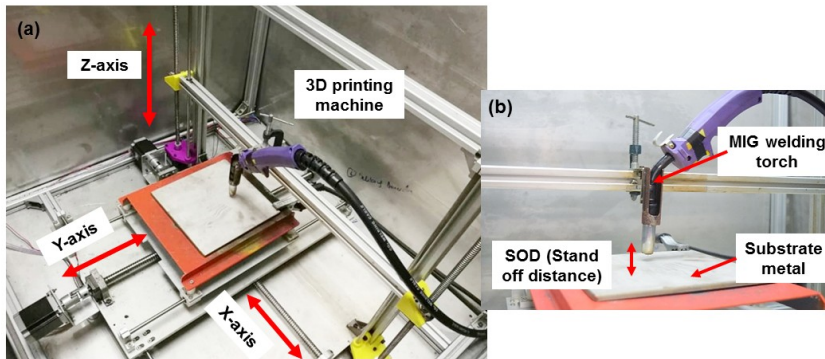 (a)
Z-axis
3D printing
machine
Y-axis
X-axis
(b)
MIG welding
torch
SOD (Stand
off distance)
Substrate
metal